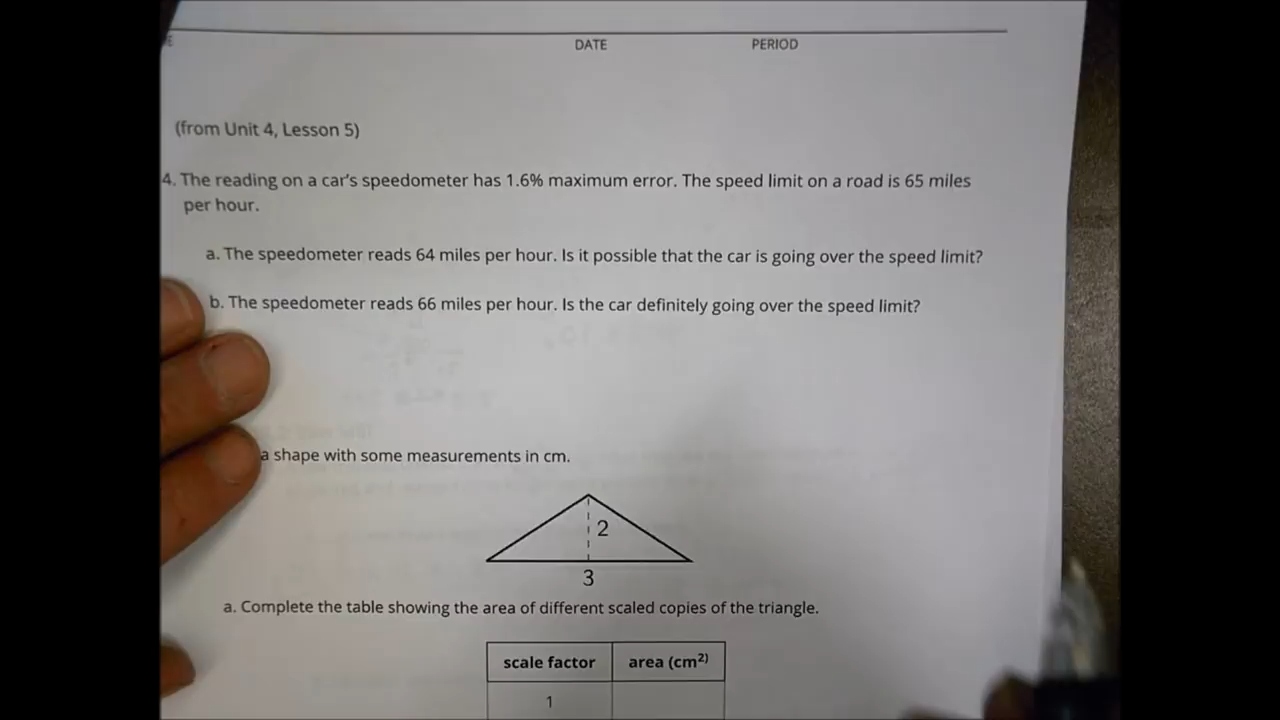 DATE PERIOD
(from Unit 4, Lesson 5)
4. The reading on a car's speedometer has 1.6% maximum error. The speed limit on a road is 65 miles
per hour.
a. The speedometer reads 64 miles per hour. Is it possible that the car is going over the speed limit?
b. The speedometer reads 66 miles per hour. Is the car definitely going over the speed limit?
a shape with some measurements in cm.
2
3
a. Complete the table showing the area of different scaled copies of the triangle.
scale factor area (cm²)
1